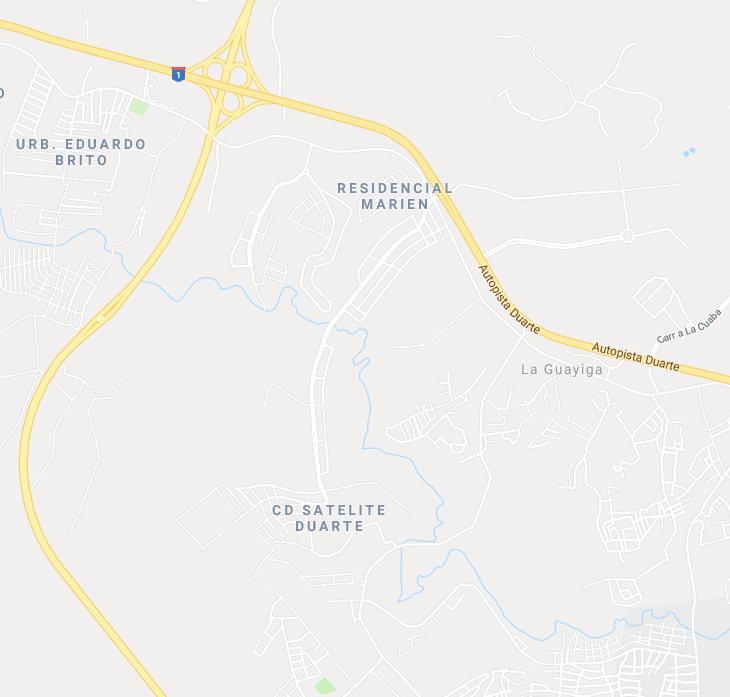 1
O
URB. EDUARDO
BRITO
RESIDENCIAL
MARIEN
Autopista Duarte
Carr a La Cuaba
Autopista Duarte
La Guayiga
CD SATELITE
DUARTE